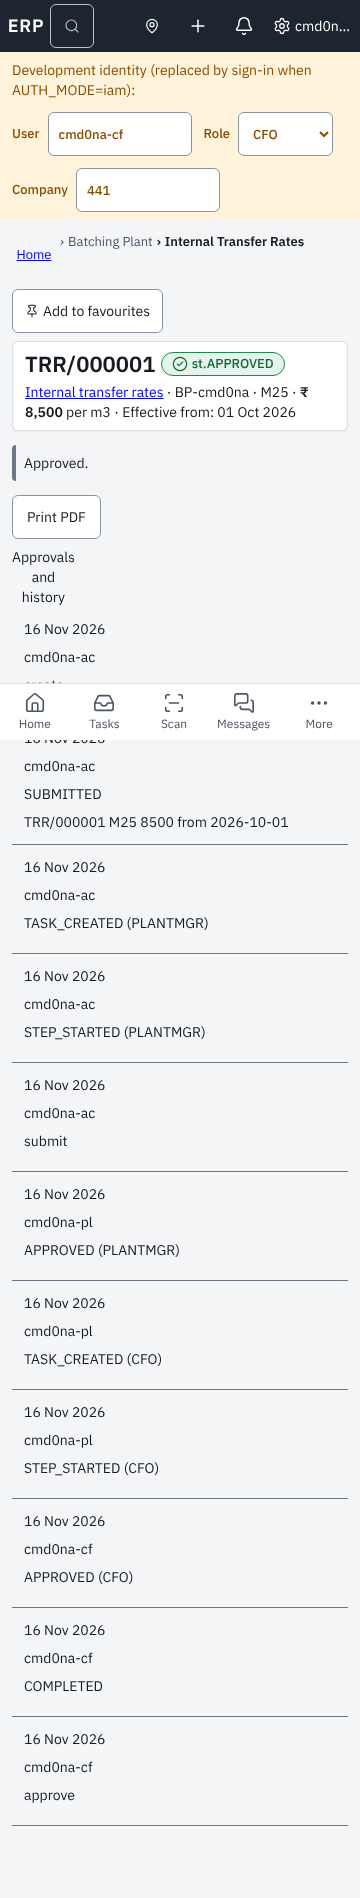 ERP
cmd0n...
Development identity (replaced by sign-in when
AUTH_MODE=iam):
User cmd0na-cf Role CFO
Company 441
Home › Batching Plant › Internal Transfer Rates
Add to favourites
TRR/000001 st.APPROVED
Internal transfer rates · BP-cmd0na · M25 · ₹
8,500 per m3 · Effective from: 01 Oct 2026
Approved.
Print PDF
Approvals
and
history
16 Nov 2026
cmd0na-ac
Home Tasks Scan Messages More
16 Nov 2026
cmd0na-ac
SUBMITTED
TRR/000001 M25 8500 from 2026-10-01
16 Nov 2026
cmd0na-ac
TASK_CREATED (PLANTMGR)
16 Nov 2026
cmd0na-ac
STEP_STARTED (PLANTMGR)
16 Nov 2026
cmd0na-ac
submit
16 Nov 2026
cmd0na-pl
APPROVED (PLANTMGR)
16 Nov 2026
cmd0na-pl
TASK_CREATED (CFO)
16 Nov 2026
cmd0na-pl
STEP_STARTED (CFO)
16 Nov 2026
cmd0na-cf
APPROVED (CFO)
16 Nov 2026
cmd0na-cf
COMPLETED
16 Nov 2026
cmd0na-cf
approve